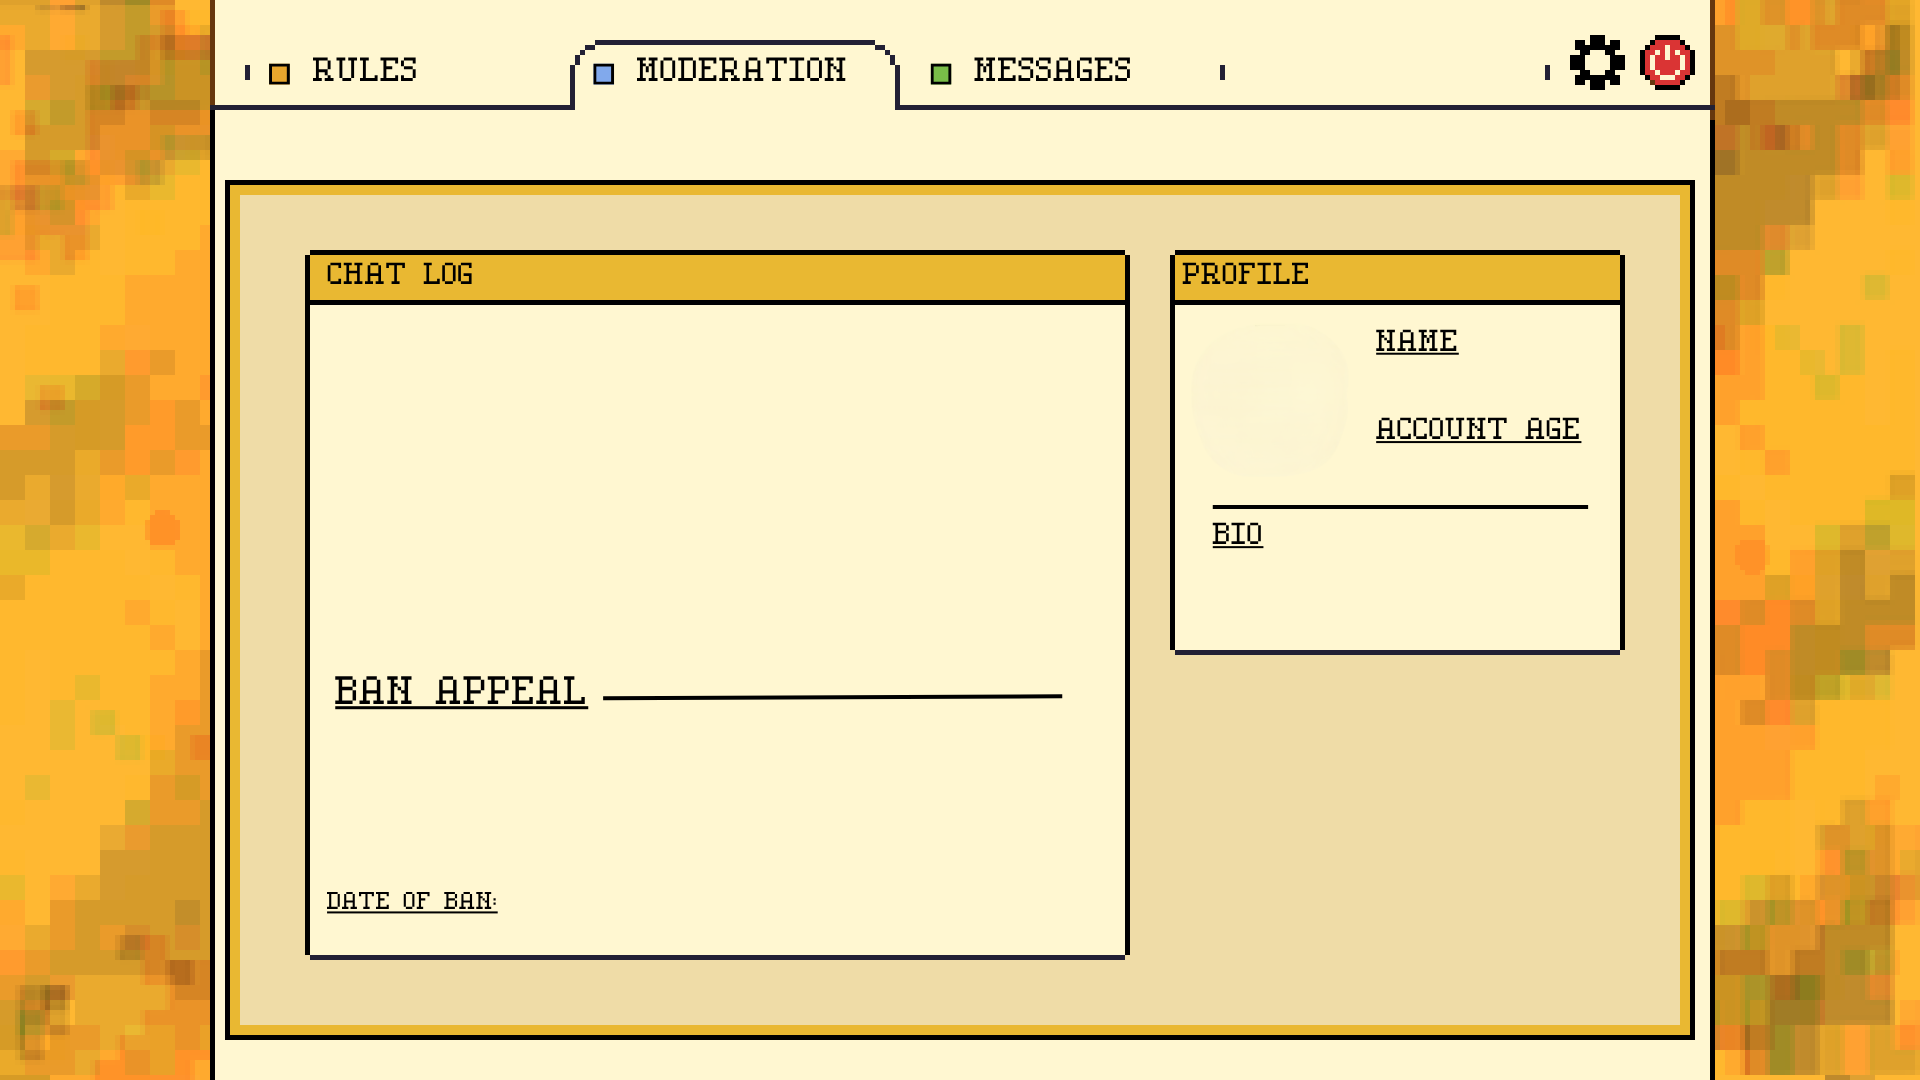 RULES
MODERATION
MESSAGES
CHAT LOG
BAN APPEAL
DATE OF BAN:
PROFILE
NAME
ACCOUNT AGE
BIO